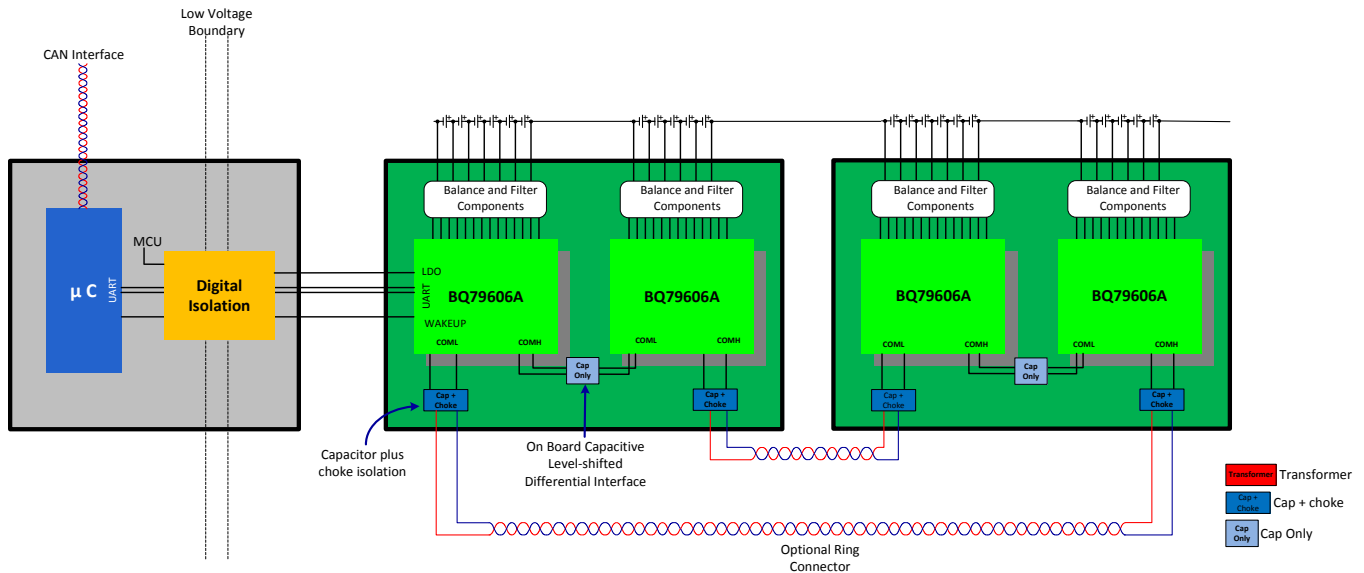 Low Voltage
Boundary
CAN Interface
Balance and Filter
Components
Balance and Filter
Components
Balance and Filter
Components
Balance and Filter
Components
MCU
µ C
UART
Digital
Isolation
LDO
UART
WAKEUP
BQ79606A
COML
COMH
BQ79606A
COML
COMH
BQ79606A
COML
COMH
BQ79606A
COML
COMH
Cap
Only
Cap
Only
Cap +
Choke
Cap +
Choke
Cap +
Choke
Cap +
Choke
Capacitor plus
choke isolation
On Board Capacitive
Level-shifted
Differential Interface
Optional Ring
Connector
Transformer
Transformer
Cap +
Choke
Cap + choke
Cap
Only
Cap Only